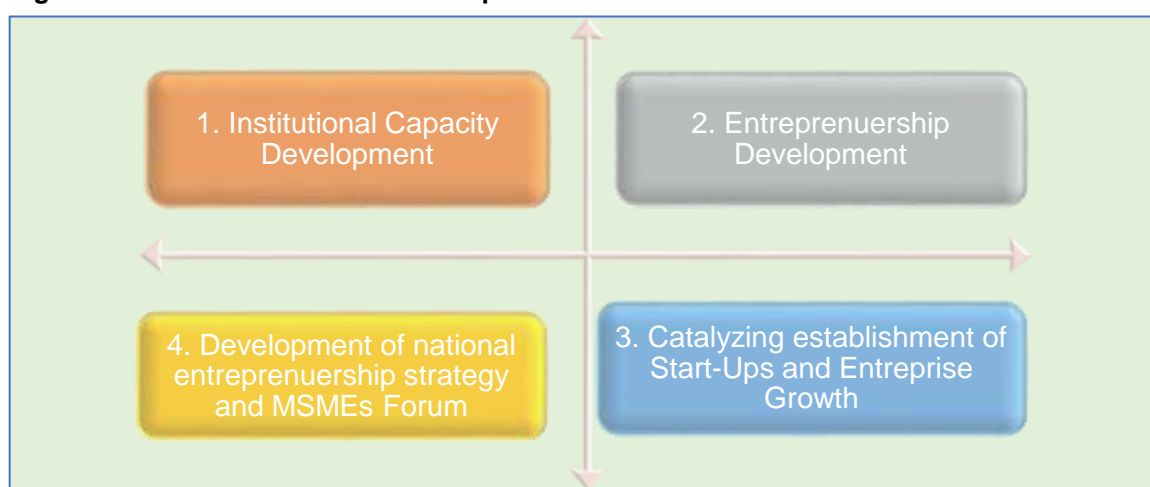 1. Institutional Capacity
Development
2. Entreprenuership
Development
4. Development of national
entreprenuership strategy
and MSMEs Forum
3. Catalyzing establishment of
Start-Ups and Entreprise
Growth